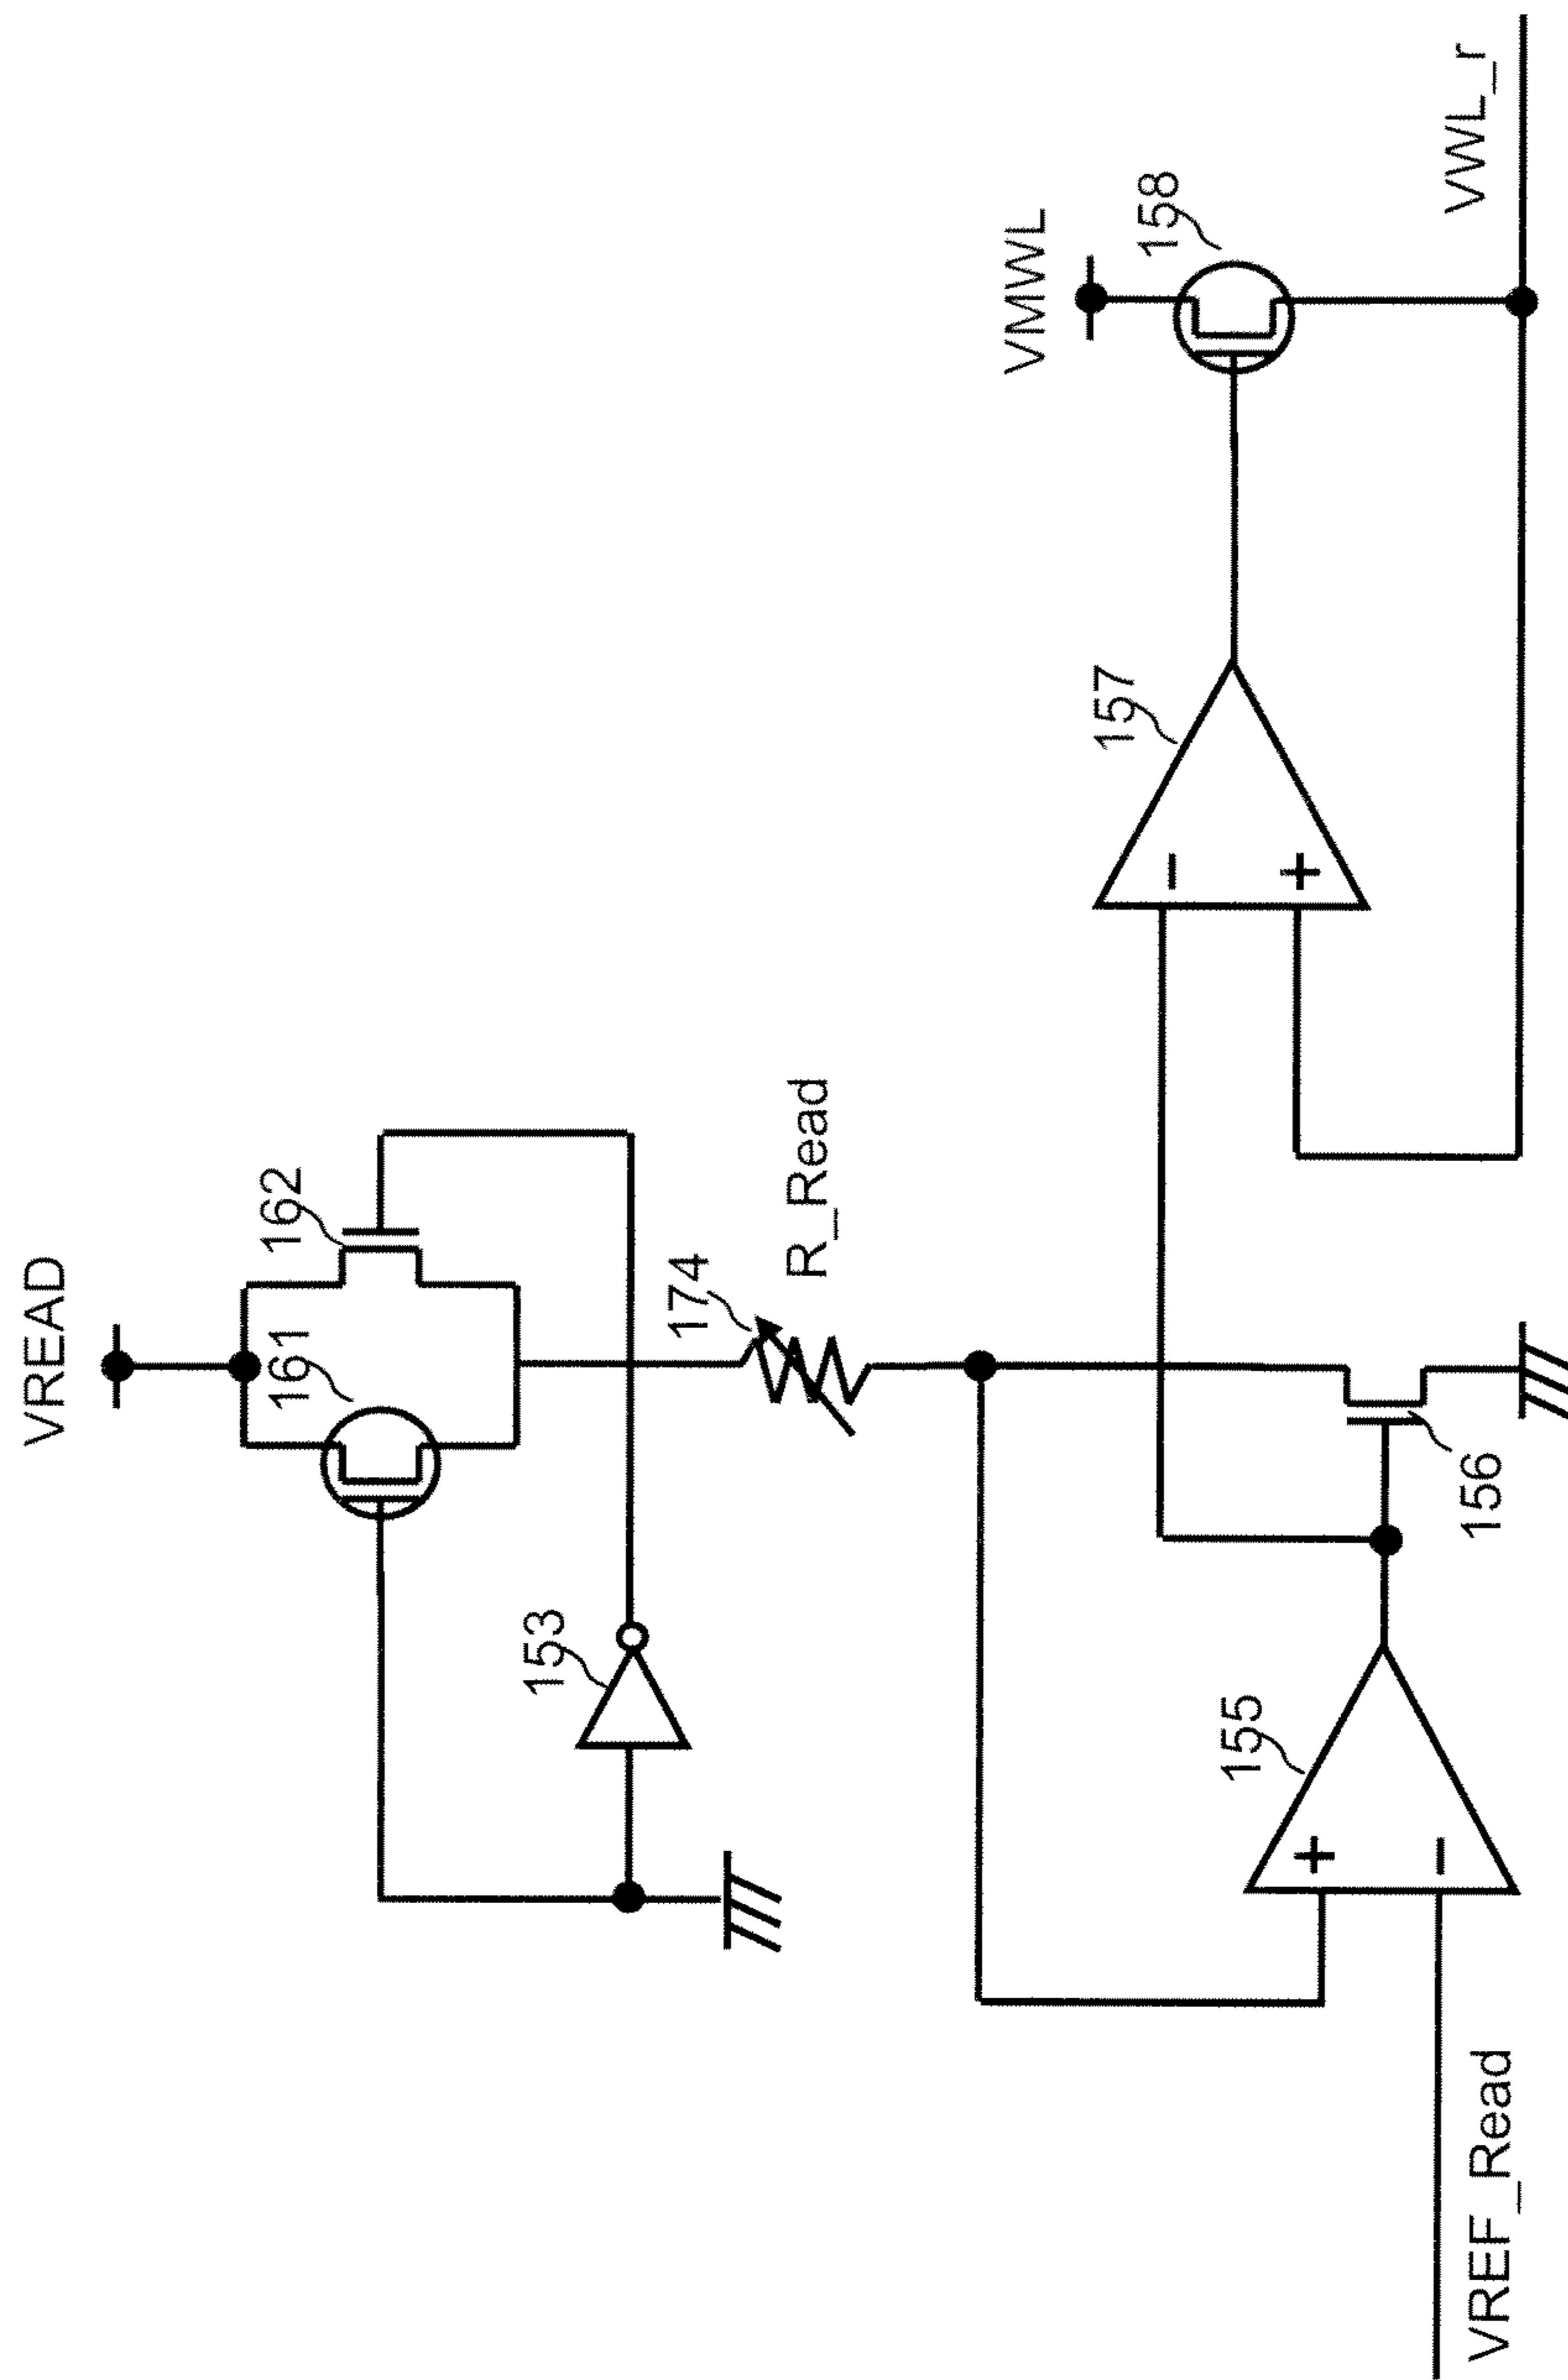 VREAD
161
162
153
174
R_Read
VREF_Read
155
+
−
156
157
−
+
VMWL
158
VWL_r